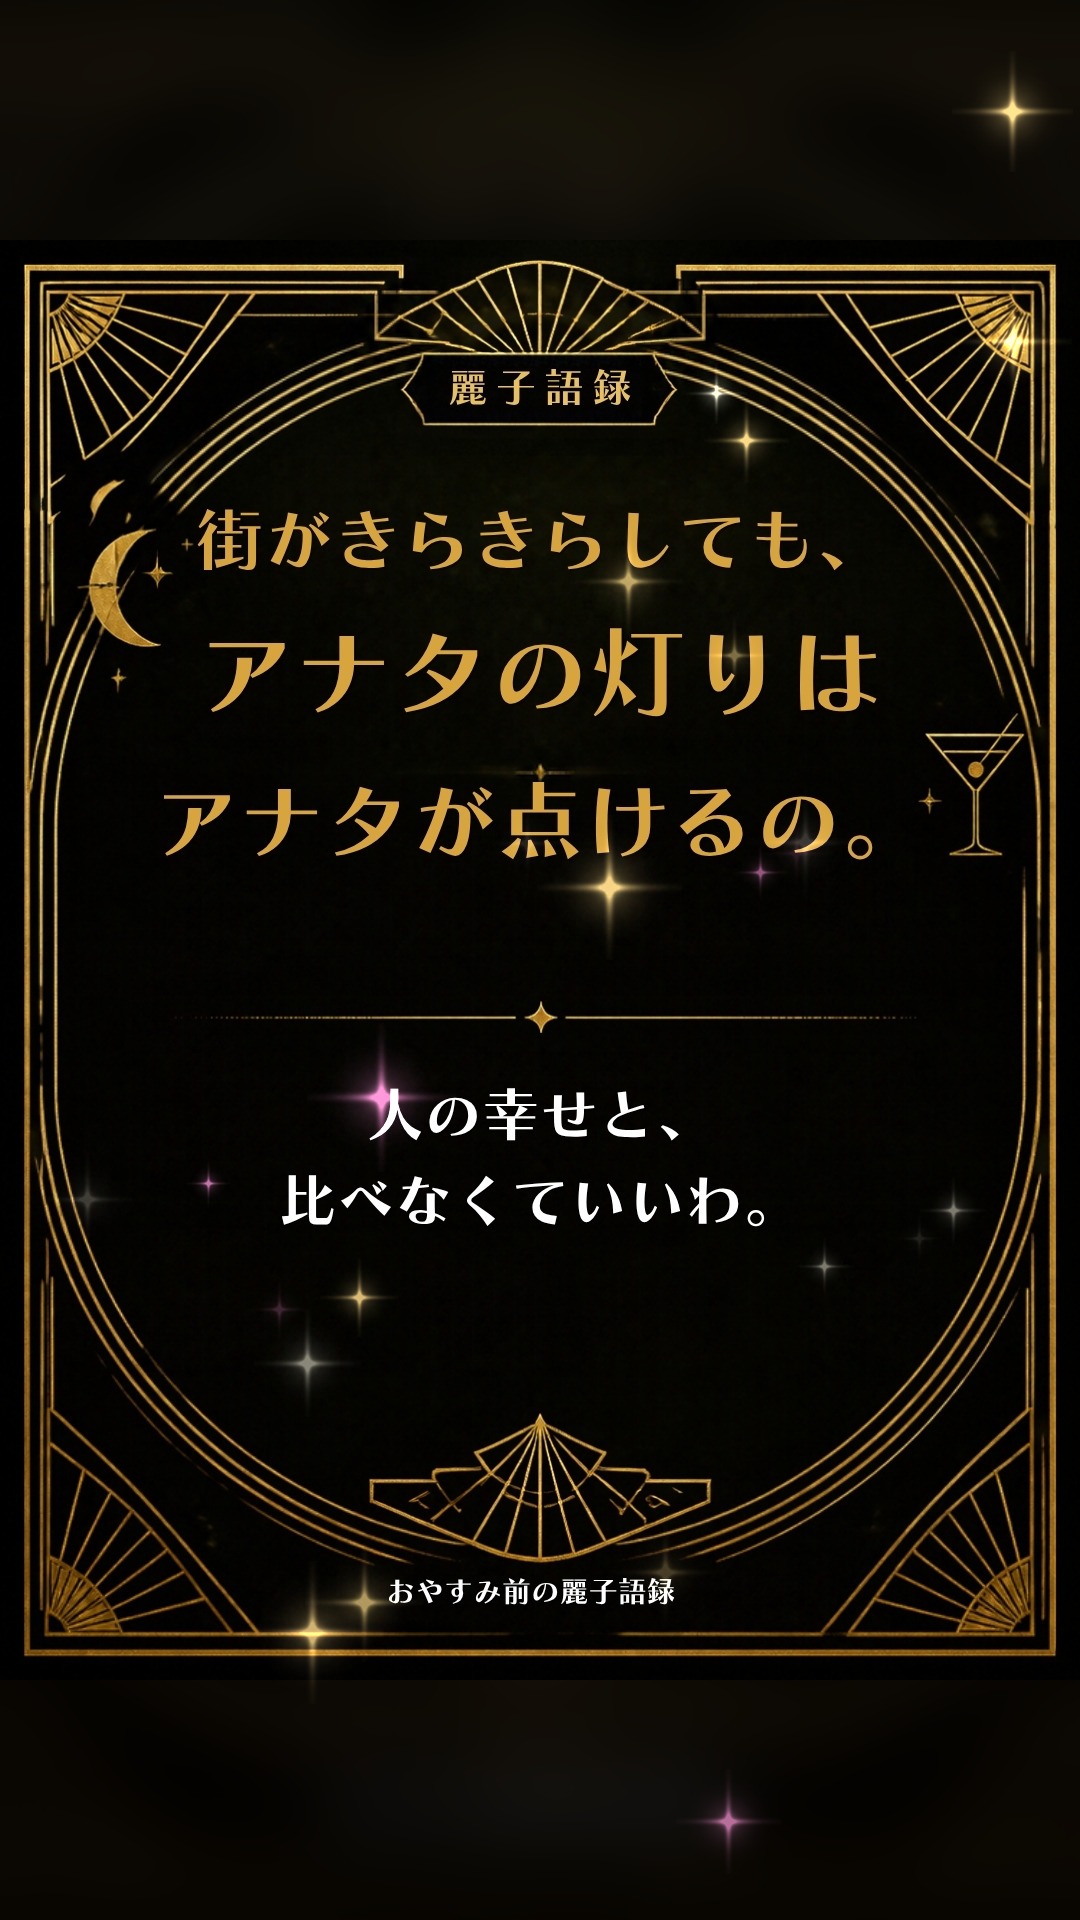 麗子語録
街がきらきらしても、
アナタの灯りは
アナタが点けるの。
人の幸せと、
比べなくていいわ。
おやすみ前の麗子語録